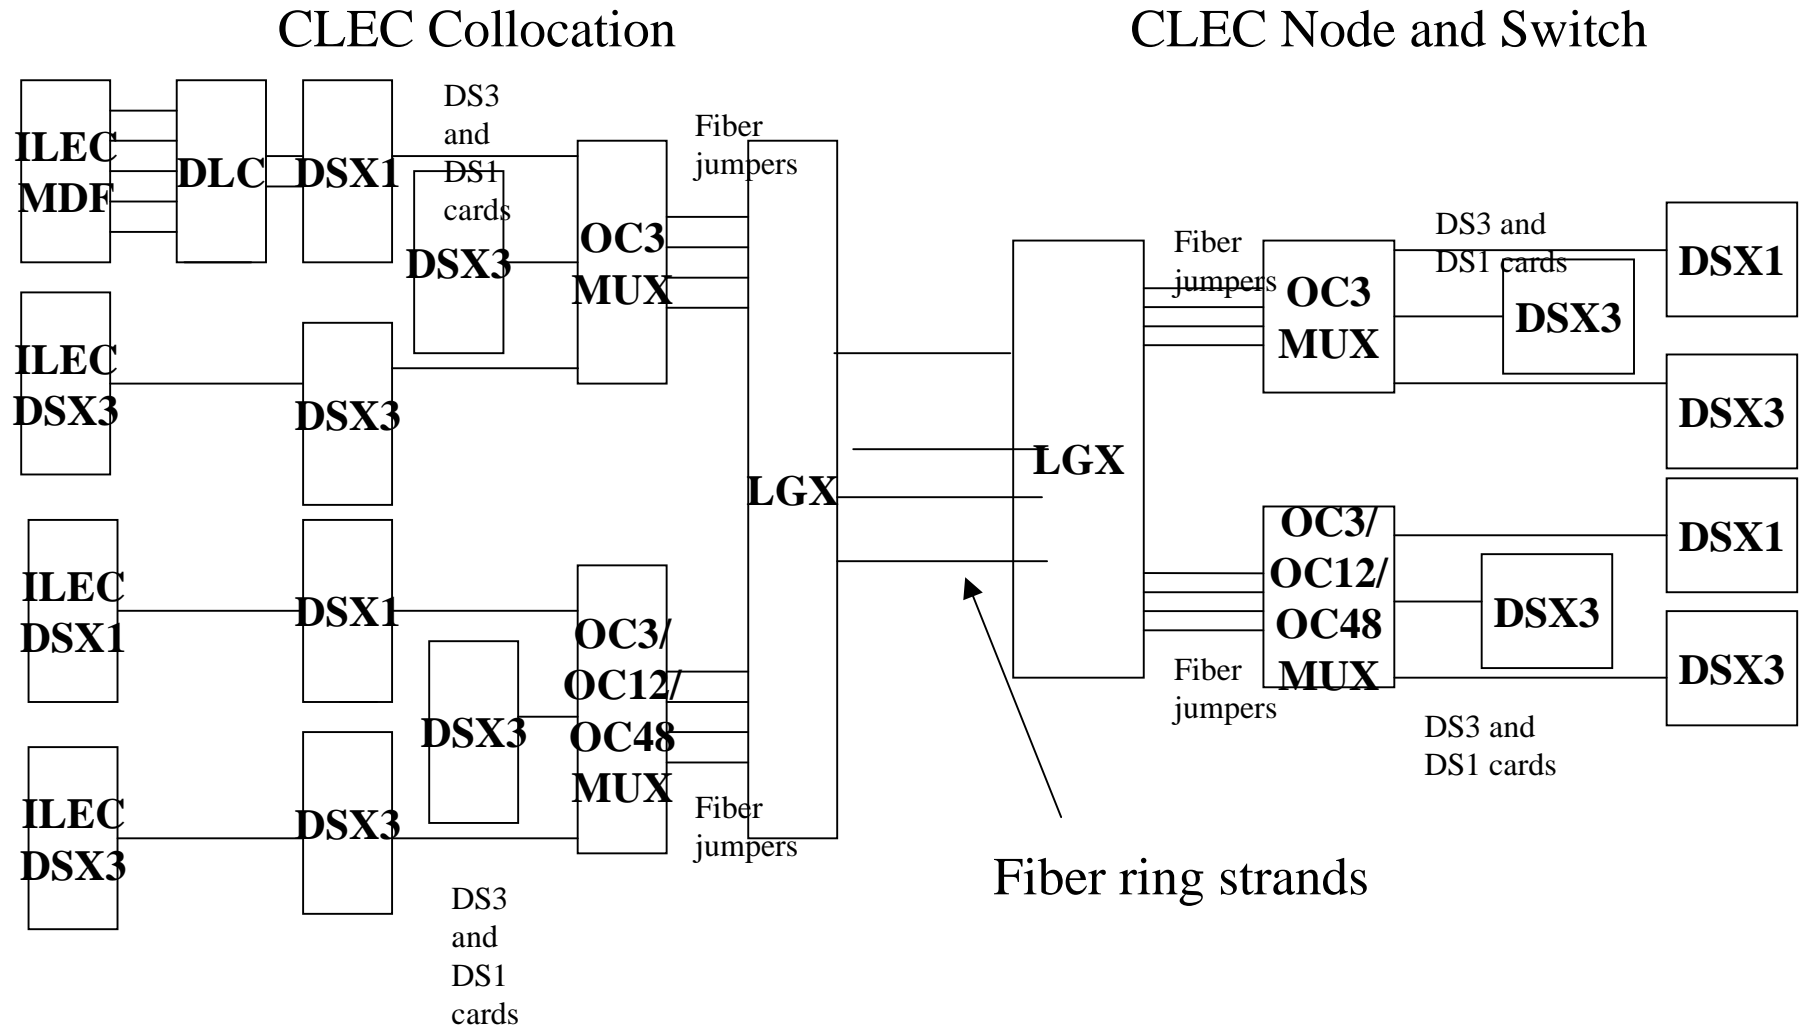 CLEC Collocation
CLEC Node and Switch
ILEC
MDF
DLC
DSX1
DS3
and
DS1
cards
DSX3
OC3
MUX
Fiber
jumpers
ILEC
DSX3
DSX3
LGX
ILEC
DSX1
DSX1
DSX3
OC3/
OC12/
OC48
MUX
Fiber
jumpers
ILEC
DSX3
DSX3
DS3
and
DS1
cards
LGX
Fiber
jumpers
OC3
MUX
DS3 and
DS1 cards
DSX3
DSX1
DSX3
OC3/
OC12/
OC48
MUX
DSX1
DSX3
DSX3
Fiber
jumpers
DS3 and
DS1 cards
Fiber ring strands